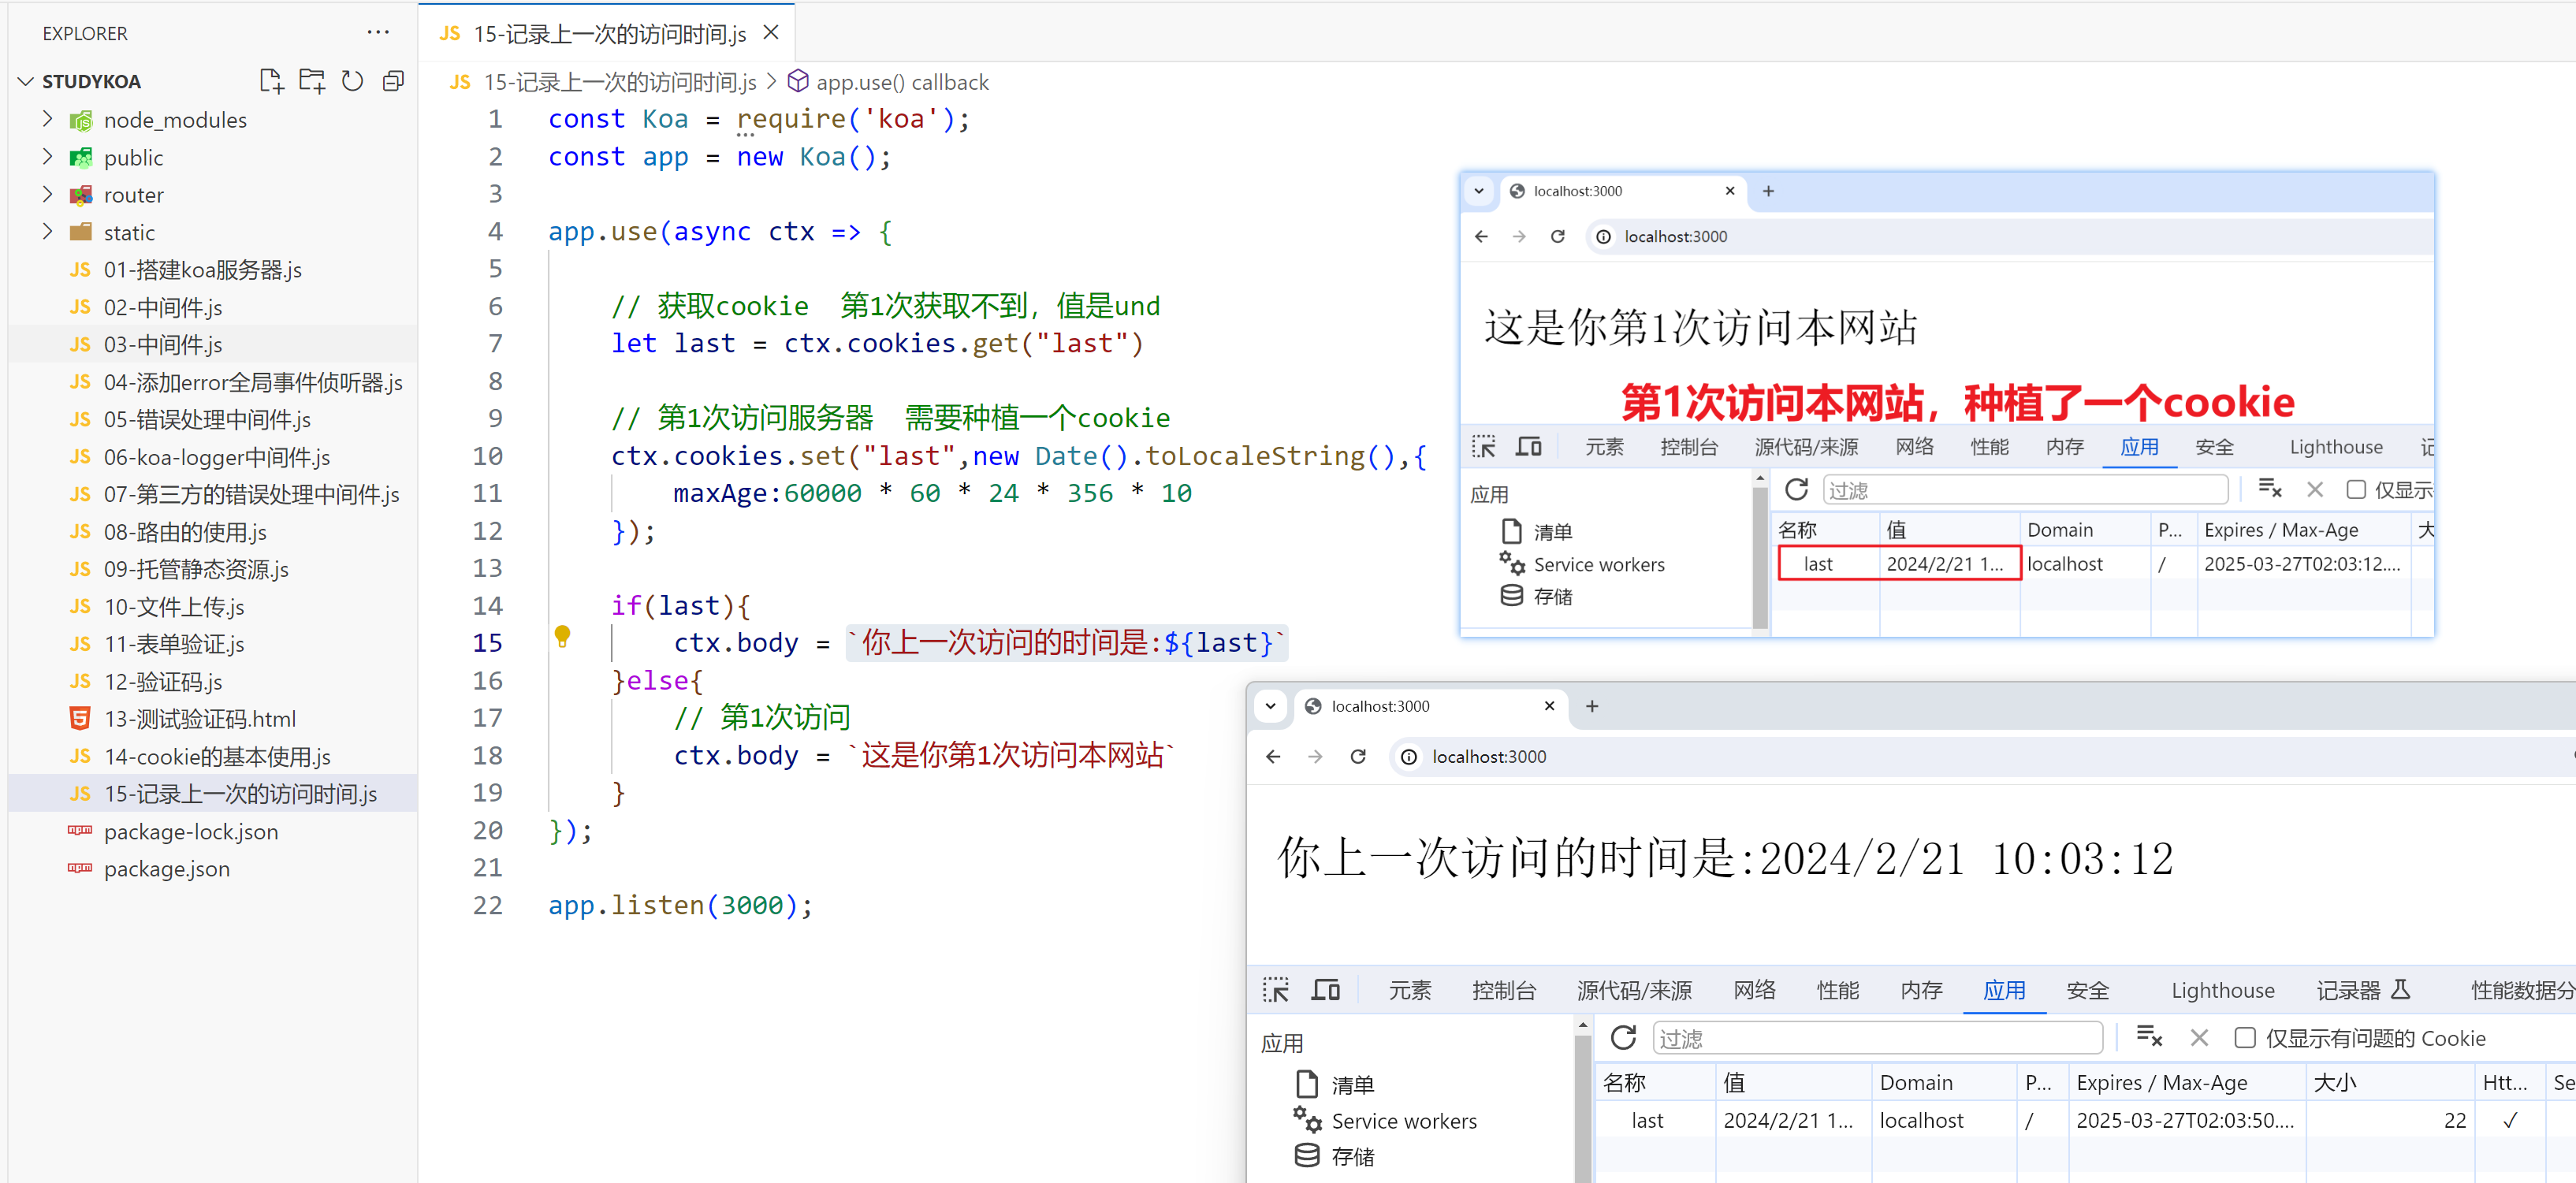 EXPLORER
STUDYKOA
node_modules
public
router
static
JS 01-搭建koa服务器.js
JS 02-中间件.js
JS 03-中间件.js
JS 04-添加error全局事件侦听器.js
JS 05-错误处理中间件.js
JS 06-koa-logger中间件.js
JS 07-第三方的错误处理中间件.js
JS 08-路由的使用.js
JS 09-托管静态资源.js
JS 10-文件上传.js
JS 11-表单验证.js
JS 12-验证码.js
13-测试验证码.html
JS 14-cookie的基本使用.js
JS 15-记录上一次的访问时间.js
package-lock.json
package.json
JS 15-记录上一次的访问时间.js
JS 15-记录上一次的访问时间.js > app.use() callback
1 const Koa = require('koa');
2 const app = new Koa();
3
4 app.use(async ctx => {
5
6 // 获取cookie 第1次获取不到，值是und
7 let last = ctx.cookies.get("last")
8
9 // 第1次访问服务器 需要种植一个cookie
10 ctx.cookies.set("last",new Date().toLocaleString(),{
11 maxAge:60000 * 60 * 24 * 356 * 10
12 });
13
14 if(last){
15 ctx.body = `你上一次访问的时间是:${last}`
16 }else{
17 // 第1次访问
18 ctx.body = `这是你第1次访问本网站`
19 }
20 });
21
22 app.listen(3000);
localhost:3000
localhost:3000
这是你第1次访问本网站
第1次访问本网站，种植了一个cookie
元素 控制台 源代码/来源 网络 性能 内存 应用 安全 Lighthouse 记
应用
过滤
仅显示
清单
Service workers
存储
名称 值 Domain P... Expires / Max-Age 大
last 2024/2/21 1... localhost / 2025-03-27T02:03:12....
localhost:3000
localhost:3000
你上一次访问的时间是:2024/2/21 10:03:12
元素 控制台 源代码/来源 网络 性能 内存 应用 安全 Lighthouse 记录器 性能数据分
应用
过滤
仅显示有问题的 Cookie
清单
Service workers
存储
名称 值 Domain P... Expires / Max-Age 大小 Htt... Se
last 2024/2/21 1... localhost / 2025-03-27T02:03:50.... 22 ✓